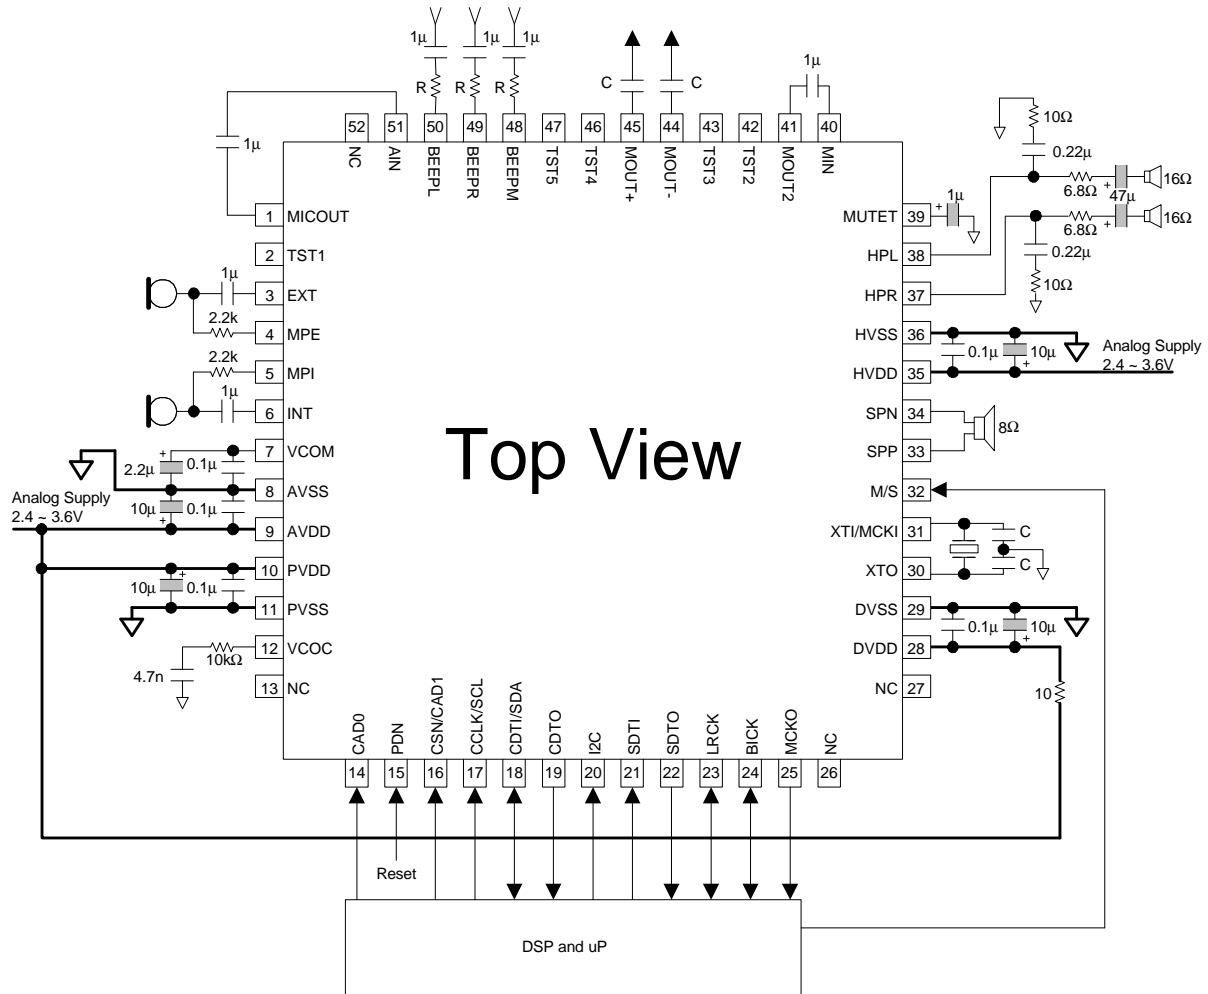 1μ 1μ 1μ 1μ
R R R C C
52 51 50 49 48 47 46 45 44 43 42 41 40
NC AIN BEEPL BEEPR BEEPM TST5 TST4 MOUT+ MOUT- TST3 TST2 MOUT2 MIN
1μ
10Ω
0.22μ
6.8Ω + 47μ 16Ω
6.8Ω + 16Ω
0.22μ
10Ω
1 MICOUT
2 TST1
1μ
3 EXT
2.2k
4 MPE
2.2k
5 MPI
1μ
6 INT
7 VCOM
+ 2.2μ 0.1μ
8 AVSS
Analog Supply
2.4 ~ 3.6V
10μ + 0.1μ
9 AVDD
10 PVDD
10μ + 0.1μ
11 PVSS
12 VCOC
10kΩ
4.7n
13 NC
Top View
MUTET 39 + 1μ
HPL 38
HPR 37
HVSS 36
0.1μ 10μ +
Analog Supply
2.4 ~ 3.6V
HVDD 35
SPN 34
8Ω
SPP 33
M/S 32
XTI/MCKI 31
C
C
XTO 30
DVSS 29
0.1μ 10μ +
DVDD 28
NC 27
10
CAD0 PDN CSN/CAD1 CCLK/SCL CDTI/SDA CDTO I2C SDTI SDTO LRCK BICK MCKO NC
14 15 16 17 18 19 20 21 22 23 24 25 26
Reset
DSP and uP